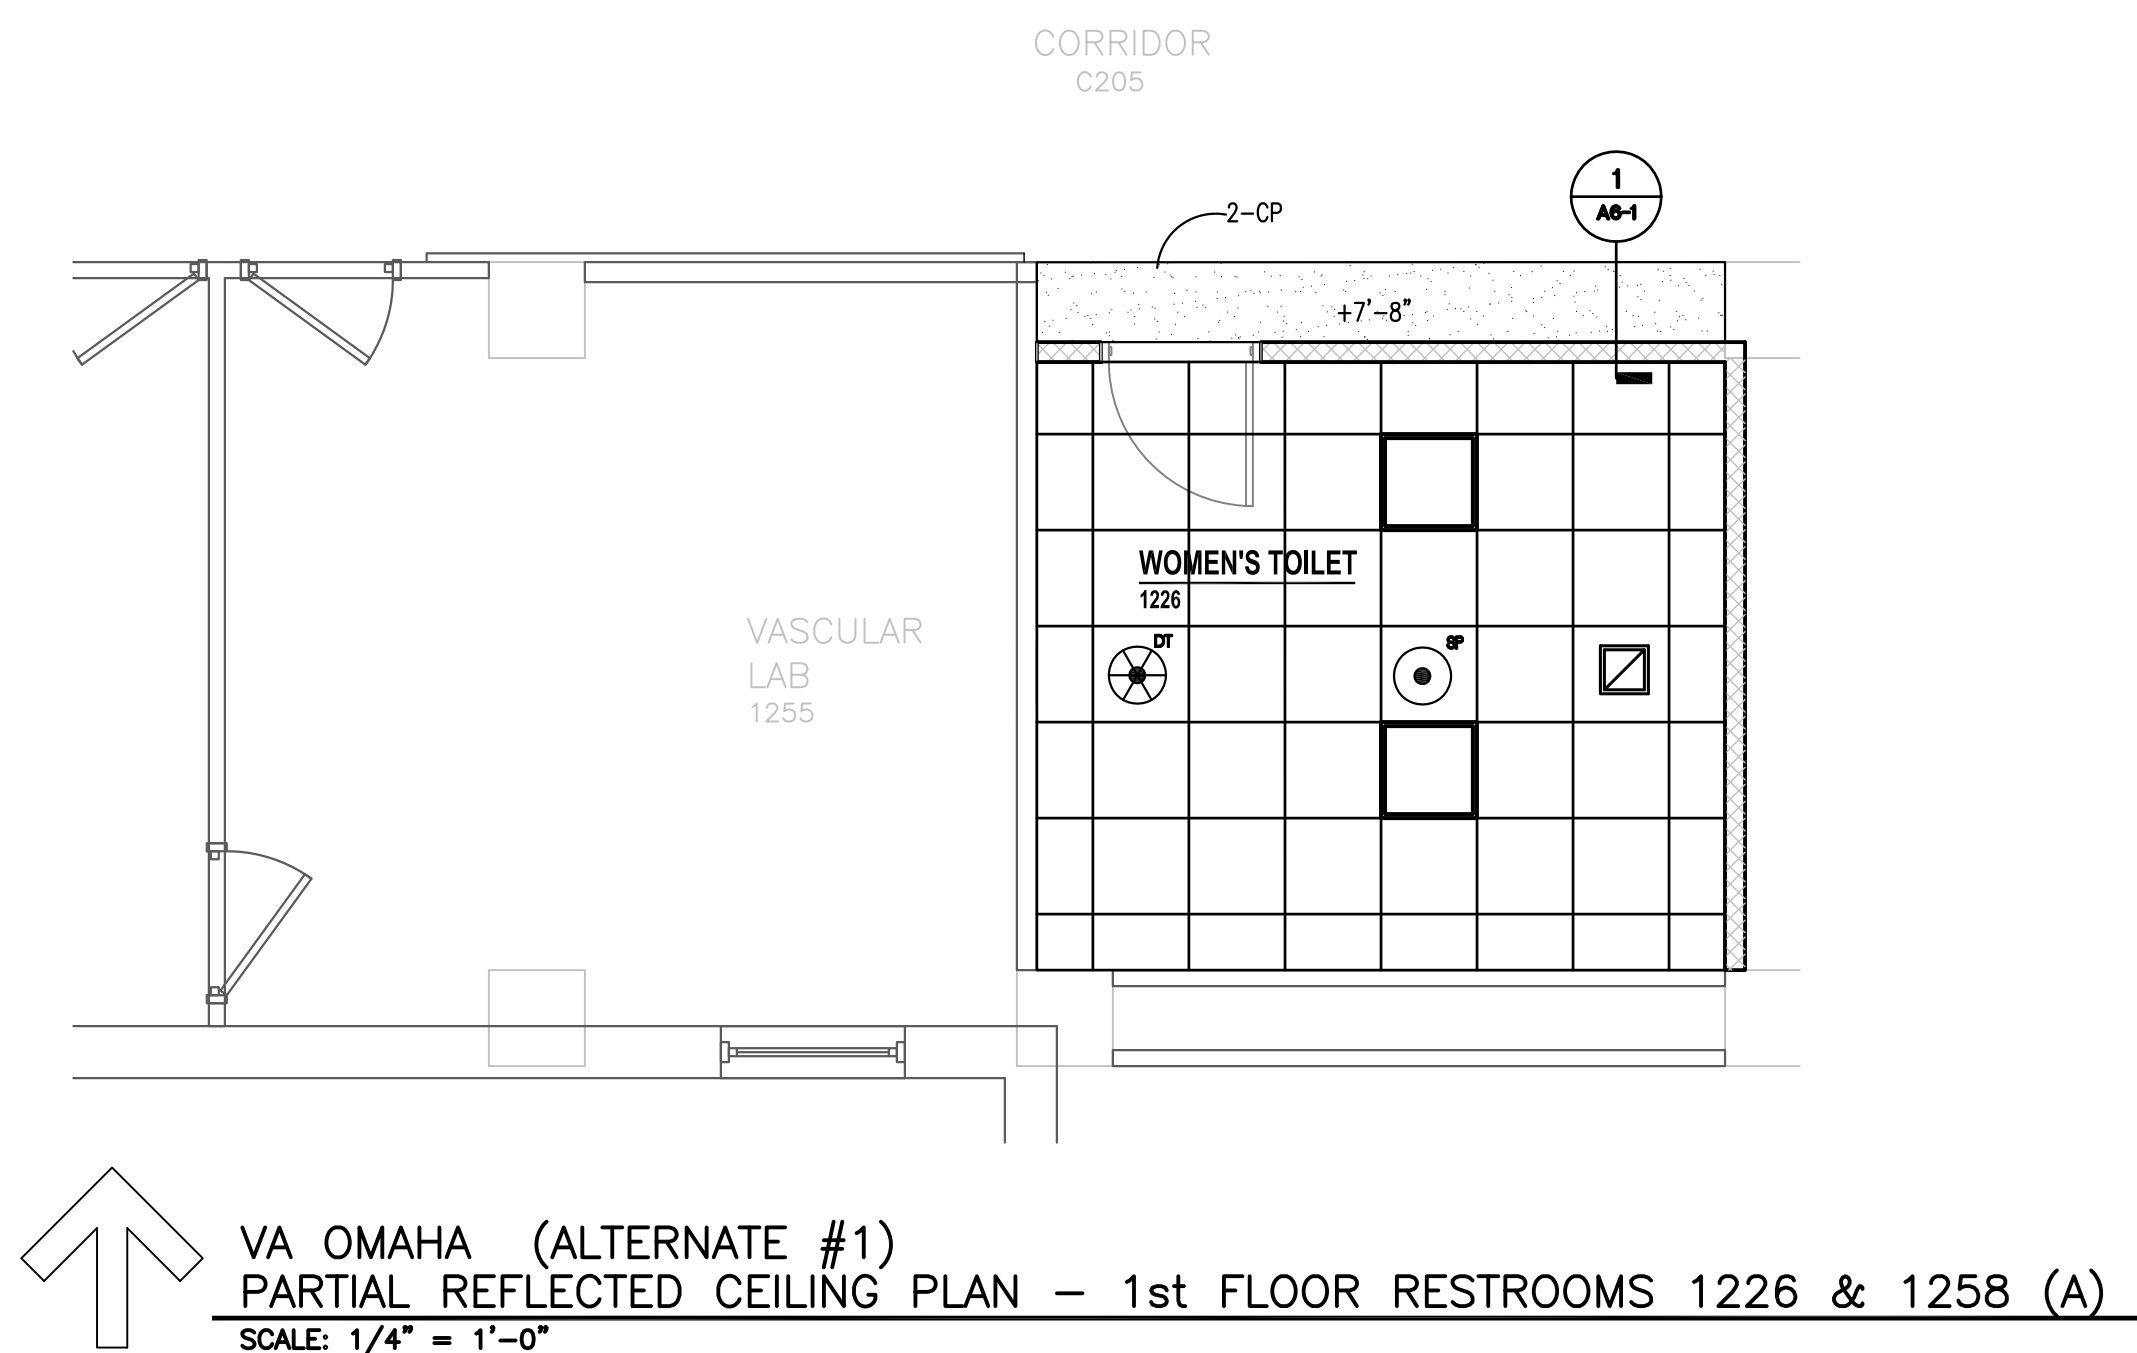 CORRIDOR
C205
1
A6-1
2-CP
+7'-8"
WOMEN'S TOILET
1226
DT
SP
VASCULAR
LAB
1255
VA OMAHA (ALTERNATE #1)
PARTIAL REFLECTED CEILING PLAN - 1st FLOOR RESTROOMS 1226 & 1258 (A)
SCALE: 1/4" = 1'-0"